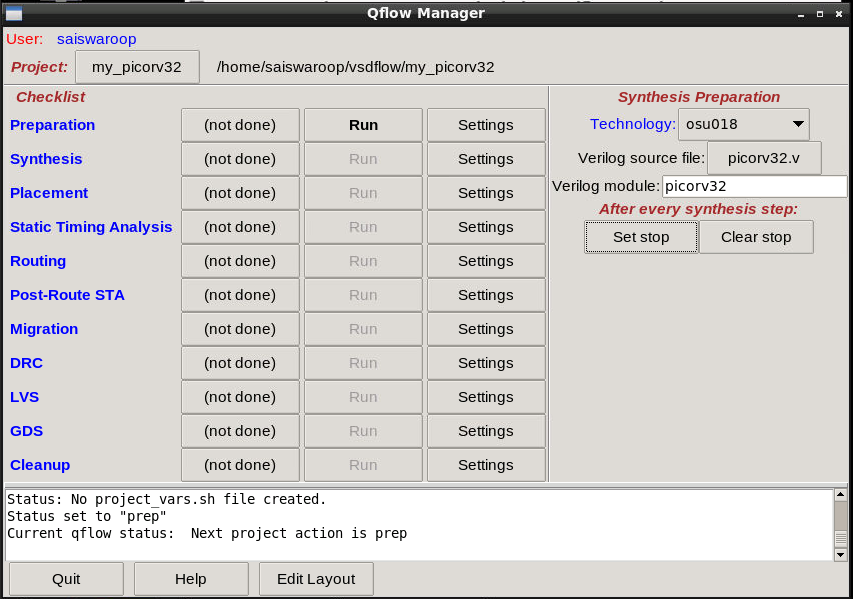 Qflow Manager
User: saiswaroop
Project: my_picorv32 /home/saiswaroop/vsdflow/my_picorv32
Checklist
Preparation (not done) Run Settings
Synthesis (not done) Run Settings
Placement (not done) Run Settings
Static Timing Analysis (not done) Run Settings
Routing (not done) Run Settings
Post-Route STA (not done) Run Settings
Migration (not done) Run Settings
DRC (not done) Run Settings
LVS (not done) Run Settings
GDS (not done) Run Settings
Cleanup (not done) Run Settings
Synthesis Preparation
Technology: osu018
Verilog source file: picorv32.v
Verilog module: picorv32
After every synthesis step:
Set stop Clear stop
Status: No project_vars.sh file created.
Status set to "prep"
Current qflow status:  Next project action is prep
Quit Help Edit Layout